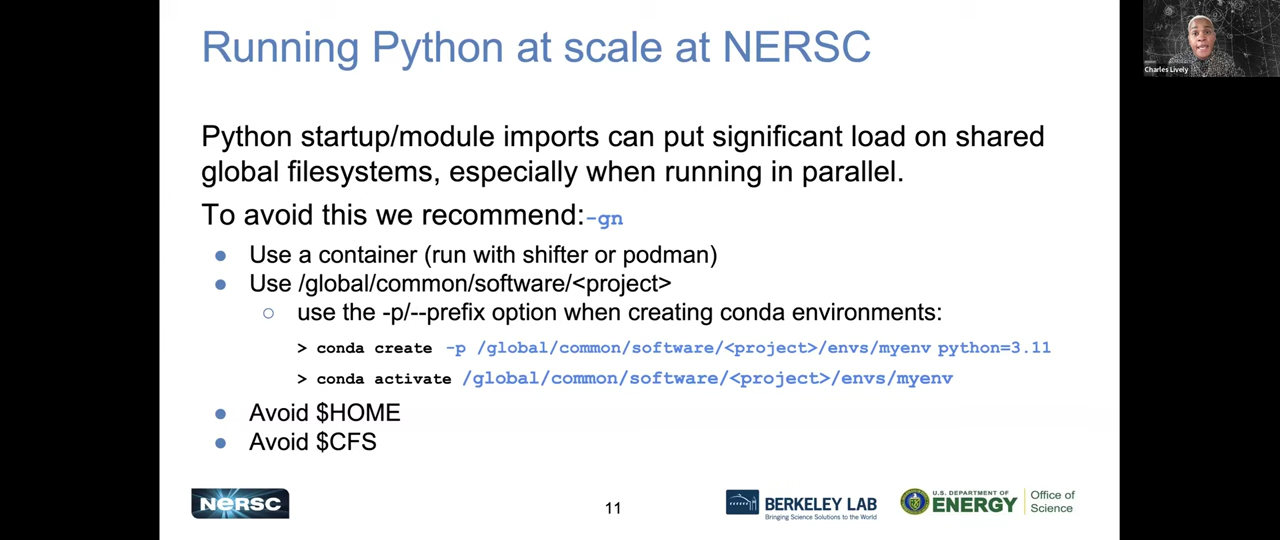 Running Python at scale at NERSC
Charles Lively
Python startup/module imports can put significant load on shared
global filesystems, especially when running in parallel.
To avoid this we recommend:-gn
● Use a container (run with shifter or podman)
● Use /global/common/software/<project>
○ use the -p/--prefix option when creating conda environments:
> conda create -p /global/common/software/<project>/envs/myenv python=3.11
> conda activate /global/common/software/<project>/envs/myenv
● Avoid $HOME
● Avoid $CFS
NERSC
11
BERKELEY LAB
Bringing Science Solutions to the World
U.S. DEPARTMENT OF
ENERGY
Office of
Science